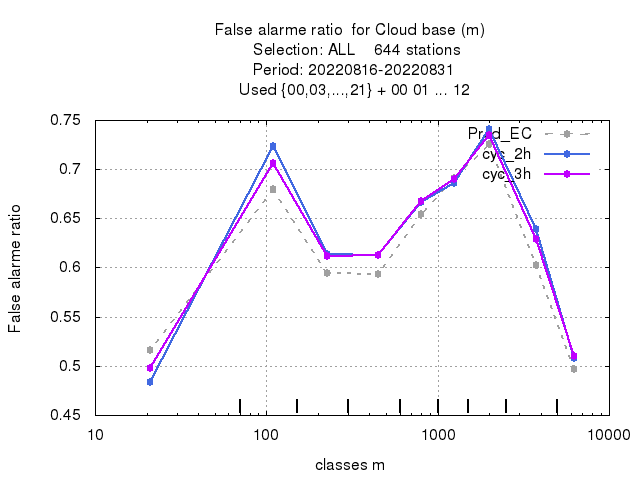 False alarme ratio  for Cloud base (m)
Selection: ALL    644 stations
Period: 20220816-20220831
Used {00,03,...,21} + 00 01 ... 12
0.75
0.7
0.65
0.6
0.55
0.5
0.45
False alarme ratio
Prod_EC
cyc_2h
cyc_3h
10
100
1000
10000
classes m